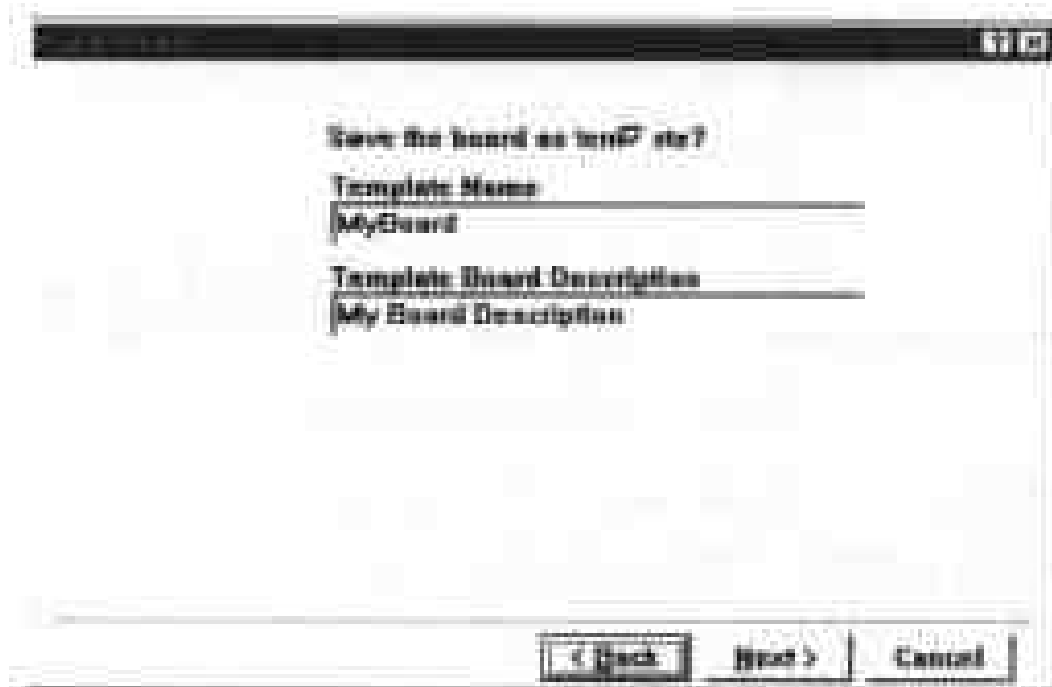 Save the board as template?
Template Name
MyBoard
Template Board Description
My Board Description
< Back Next > Cancel